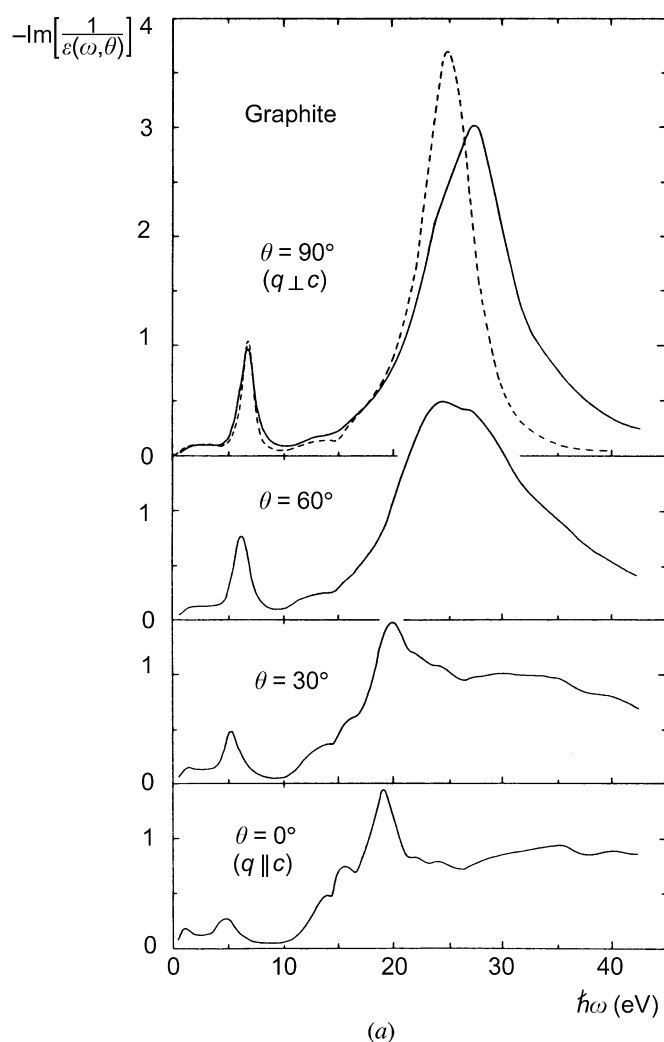 −Im[1/ε(ω,θ)] 4
Graphite
3
θ = 90°
(q ⊥ c)
2
1
0
θ = 60°
1
0
θ = 30°
1
0
θ = 0°
(q ∥ c)
1
0
0 10 20 30 40
ℏω (eV)
(a)